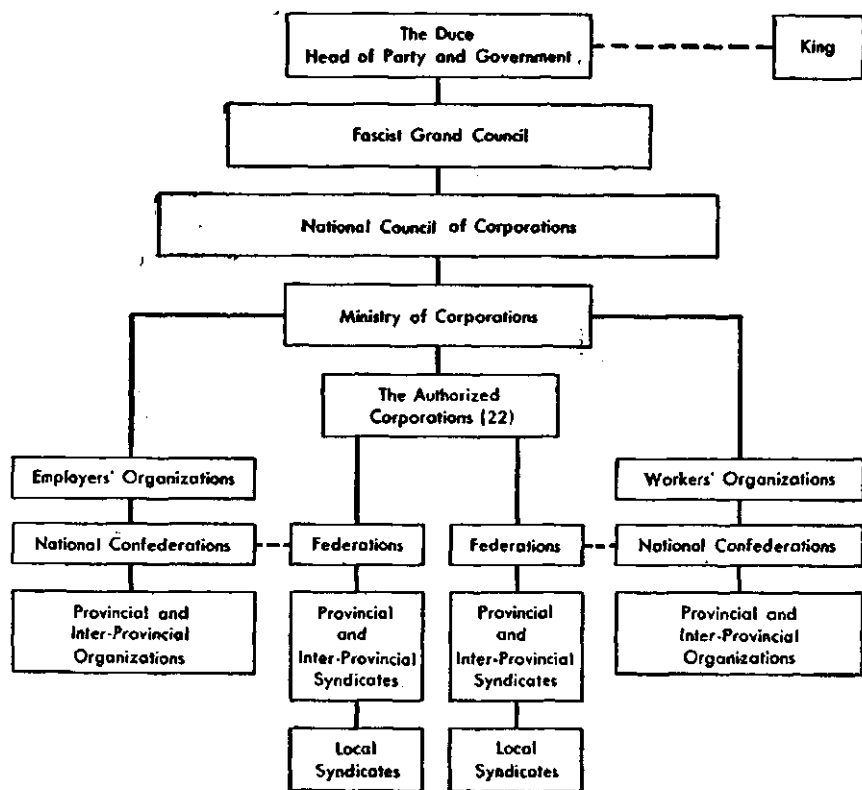 The Duce
Head of Party and Government
King
Fascist Grand Council
National Council of Corporations
Ministry of Corporations
The Authorized
Corporations (22)
Employers' Organizations
Workers' Organizations
National Confederations
Federations
Federations
National Confederations
Provincial and
Inter-Provincial
Organizations
Provincial
and
Inter-Provincial
Syndicates
Provincial
and
Inter-Provincial
Syndicates
Provincial and
Inter-Provincial
Organizations
Local
Syndicates
Local
Syndicates